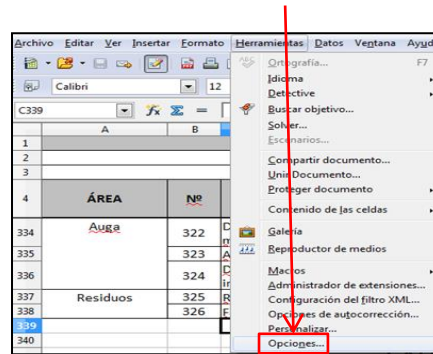 Archivo Editar Ver Insertar Formato Herramientas Datos Ventana Ayud
Calibri 12
C339
A B
1
2
3
4 ÁREA Nº
334 Auga 322
335 323
336 324
337 Residuos 325
338 326
339
340
Ortografía... F7
Idioma
Detective
Buscar objetivo...
Solver...
Escenarios...
Compartir documento...
Unir Documento...
Proteger documento
Contenido de las celdas
Galería
Reproductor de medios
Macros
Administrador de extensiones...
Configuración del filtro XML...
Opciones de autocorrección...
Personalizar...
Opciones...